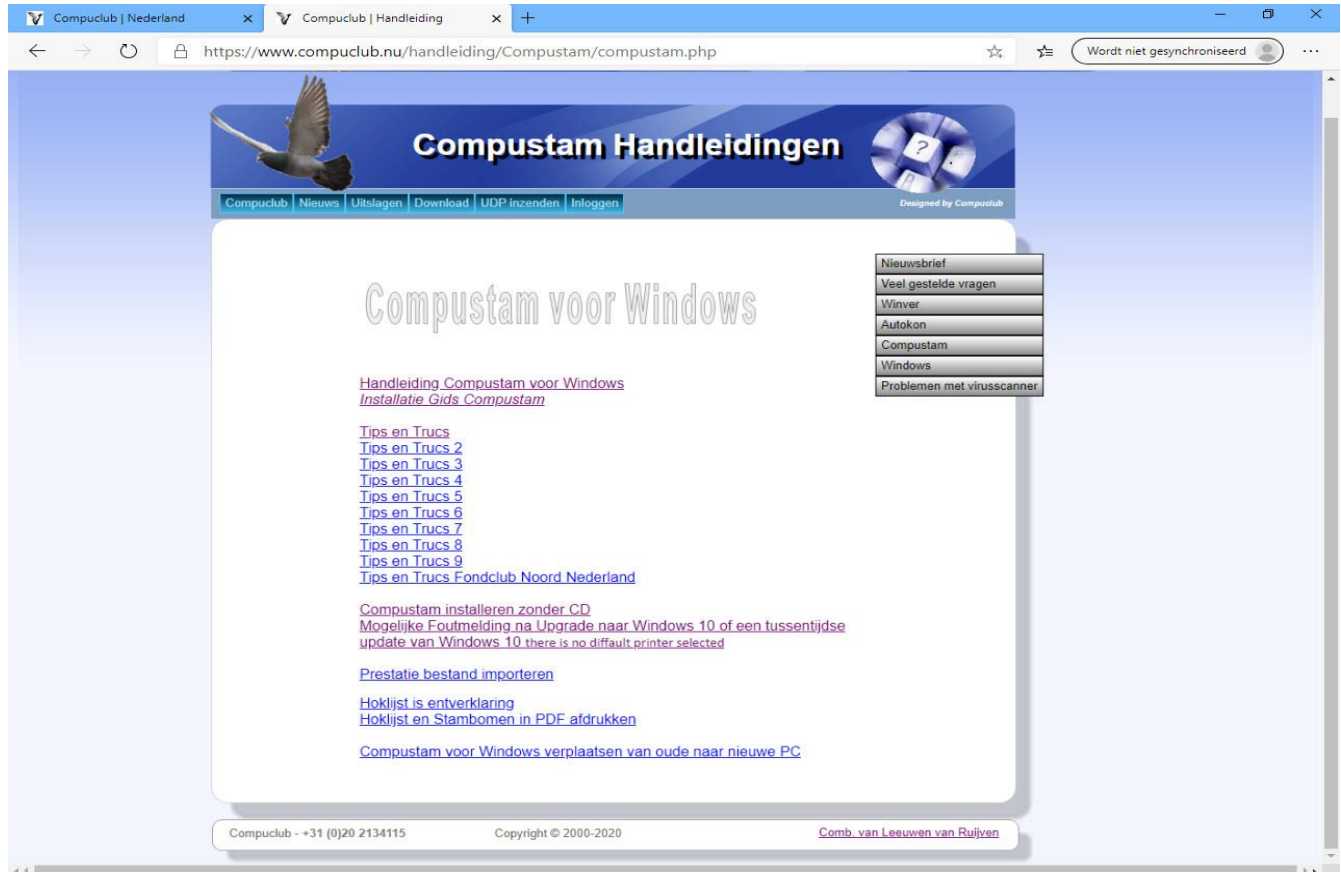 Compuclub | Nederland
Compuclub | Handleiding
https://www.compuclub.nu/handleiding/Compustam/compustam.php
Wordt niet gesynchroniseerd
Compustam Handleidingen
?
Compuclub Nieuws Uitslagen Download UDP inzenden Inloggen
Designed by Compuclub
Nieuwsbrief
Veel gestelde vragen
Winver
Autokon
Compustam
Windows
Problemen met virusscanner
Compustam voor Windows
Handleiding Compustam voor Windows
Installatie Gids Compustam
Tips en Trucs
Tips en Trucs 2
Tips en Trucs 3
Tips en Trucs 4
Tips en Trucs 5
Tips en Trucs 6
Tips en Trucs 7
Tips en Trucs 8
Tips en Trucs 9
Tips en Trucs Fondclub Noord Nederland
Compustam installeren zonder CD
Mogelijke Foutmelding na Upgrade naar Windows 10 of een tussentijdse
update van Windows 10 there is no diffault printer selected
Prestatie bestand importeren
Hoklijst is entverklaring
Hoklijst en Stambomen in PDF afdrukken
Compustam voor Windows verplaatsen van oude naar nieuwe PC
Compuclub - +31 (0)20 2134115
Copyright © 2000-2020
Comb. van Leeuwen van Ruijven